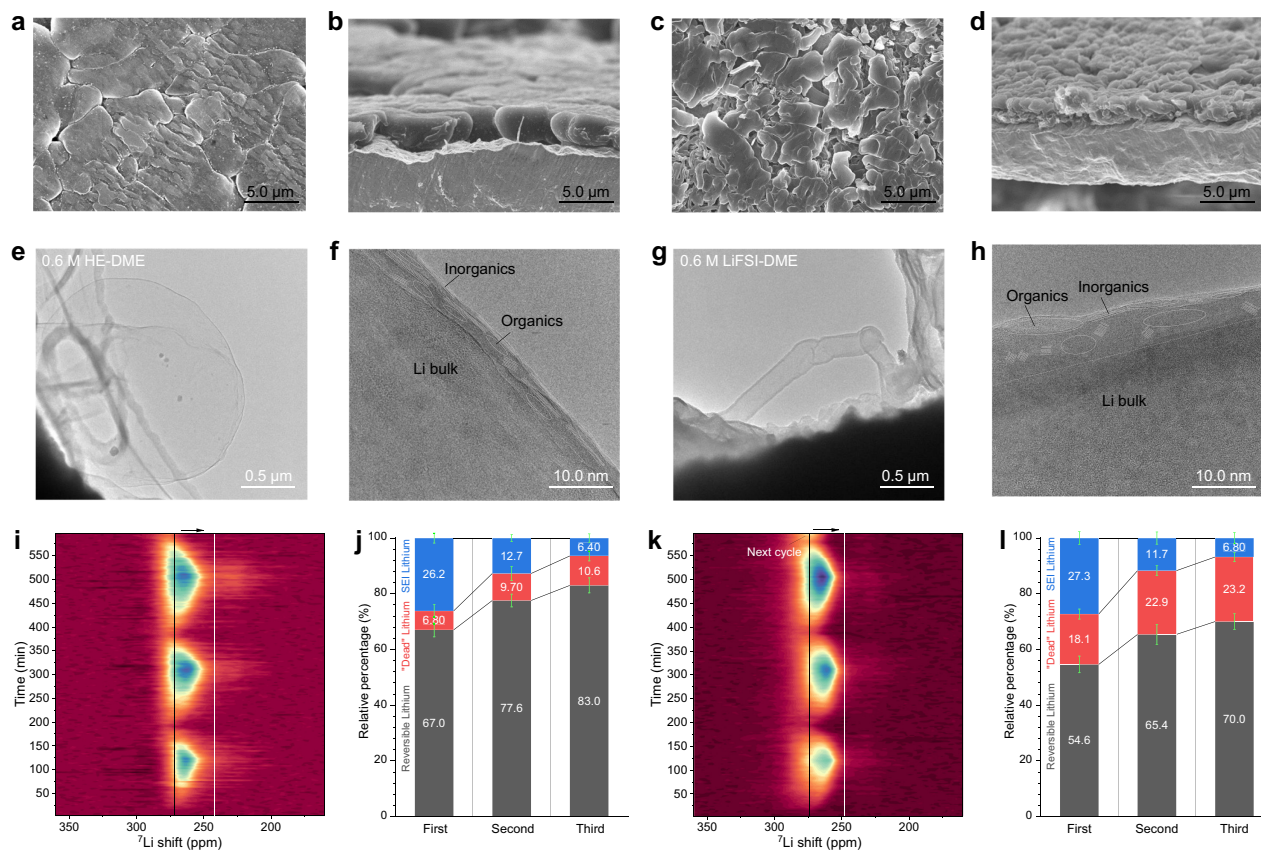 a
b
c
d
5.0 µm
5.0 µm
5.0 µm
5.0 µm
e
f
g
h
0.6 M HE-DME
Inorganics
Organics
Li bulk
0.5 µm
10.0 nm
0.6 M LiFSI-DME
Organics
Inorganics
Li bulk
0.5 µm
10.0 nm
i
Time (min)
550
500
450
400
350
300
250
200
150
100
50
350
300
250
200
⁷Li shift (ppm)
j
Relative percentage (%)
100
80
60
40
20
0
Reversible Lithium
"Dead" Lithium
SEI Lithium
26.2
6.80
67.0
12.7
9.70
77.6
6.40
10.6
83.0
First
Second
Third
k
Next cycle
Time (min)
550
500
450
400
350
300
250
200
150
100
50
350
300
250
200
⁷Li shift (ppm)
l
Relative percentage (%)
100
80
60
40
20
0
Reversible Lithium
"Dead" Lithium
SEI Lithium
27.3
18.1
54.6
11.7
22.9
65.4
6.80
23.2
70.0
First
Second
Third